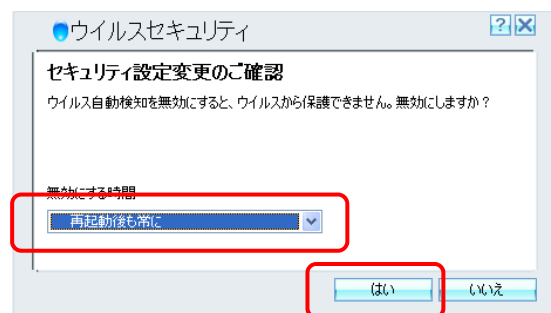 ウイルスセキュリティ
セキュリティ設定変更のご確認
ウイルス自動検知を無効にすると、ウイルスから保護できません。無効にしますか？
無効にする時間
再起動後も常に
はい いいえ